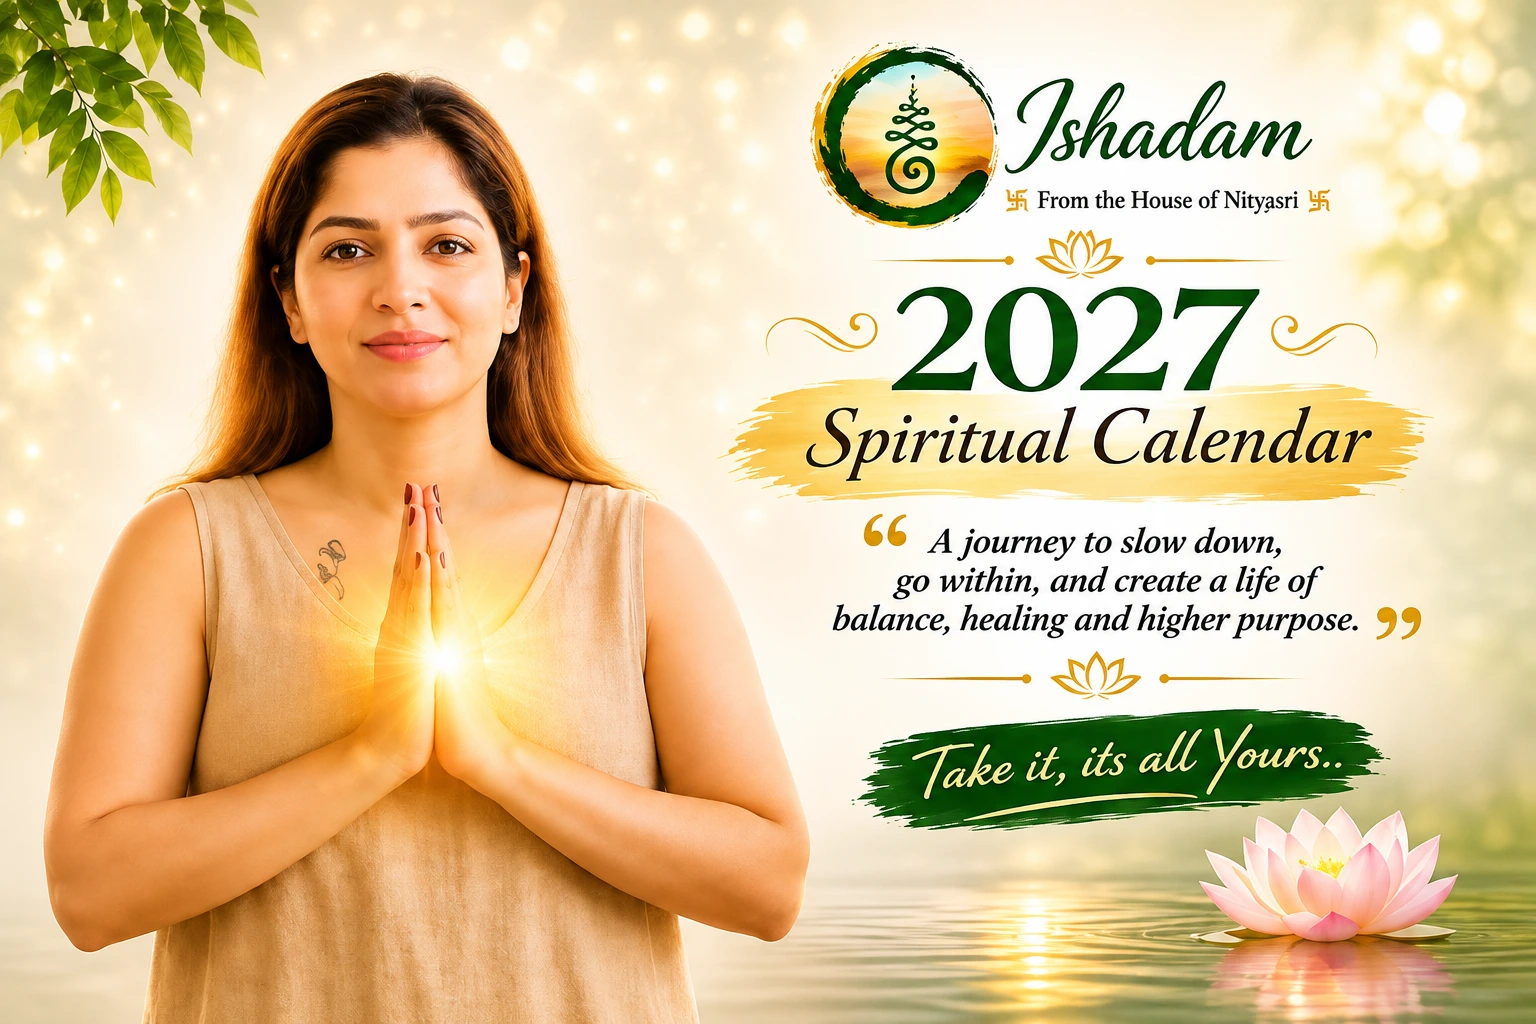 Ishadam
卐 From the House of Nityasri 卐
2027
Spiritual Calendar
“ A journey to slow down,
go within, and create a life of
balance, healing and higher purpose. ”
Take it, its all Yours..